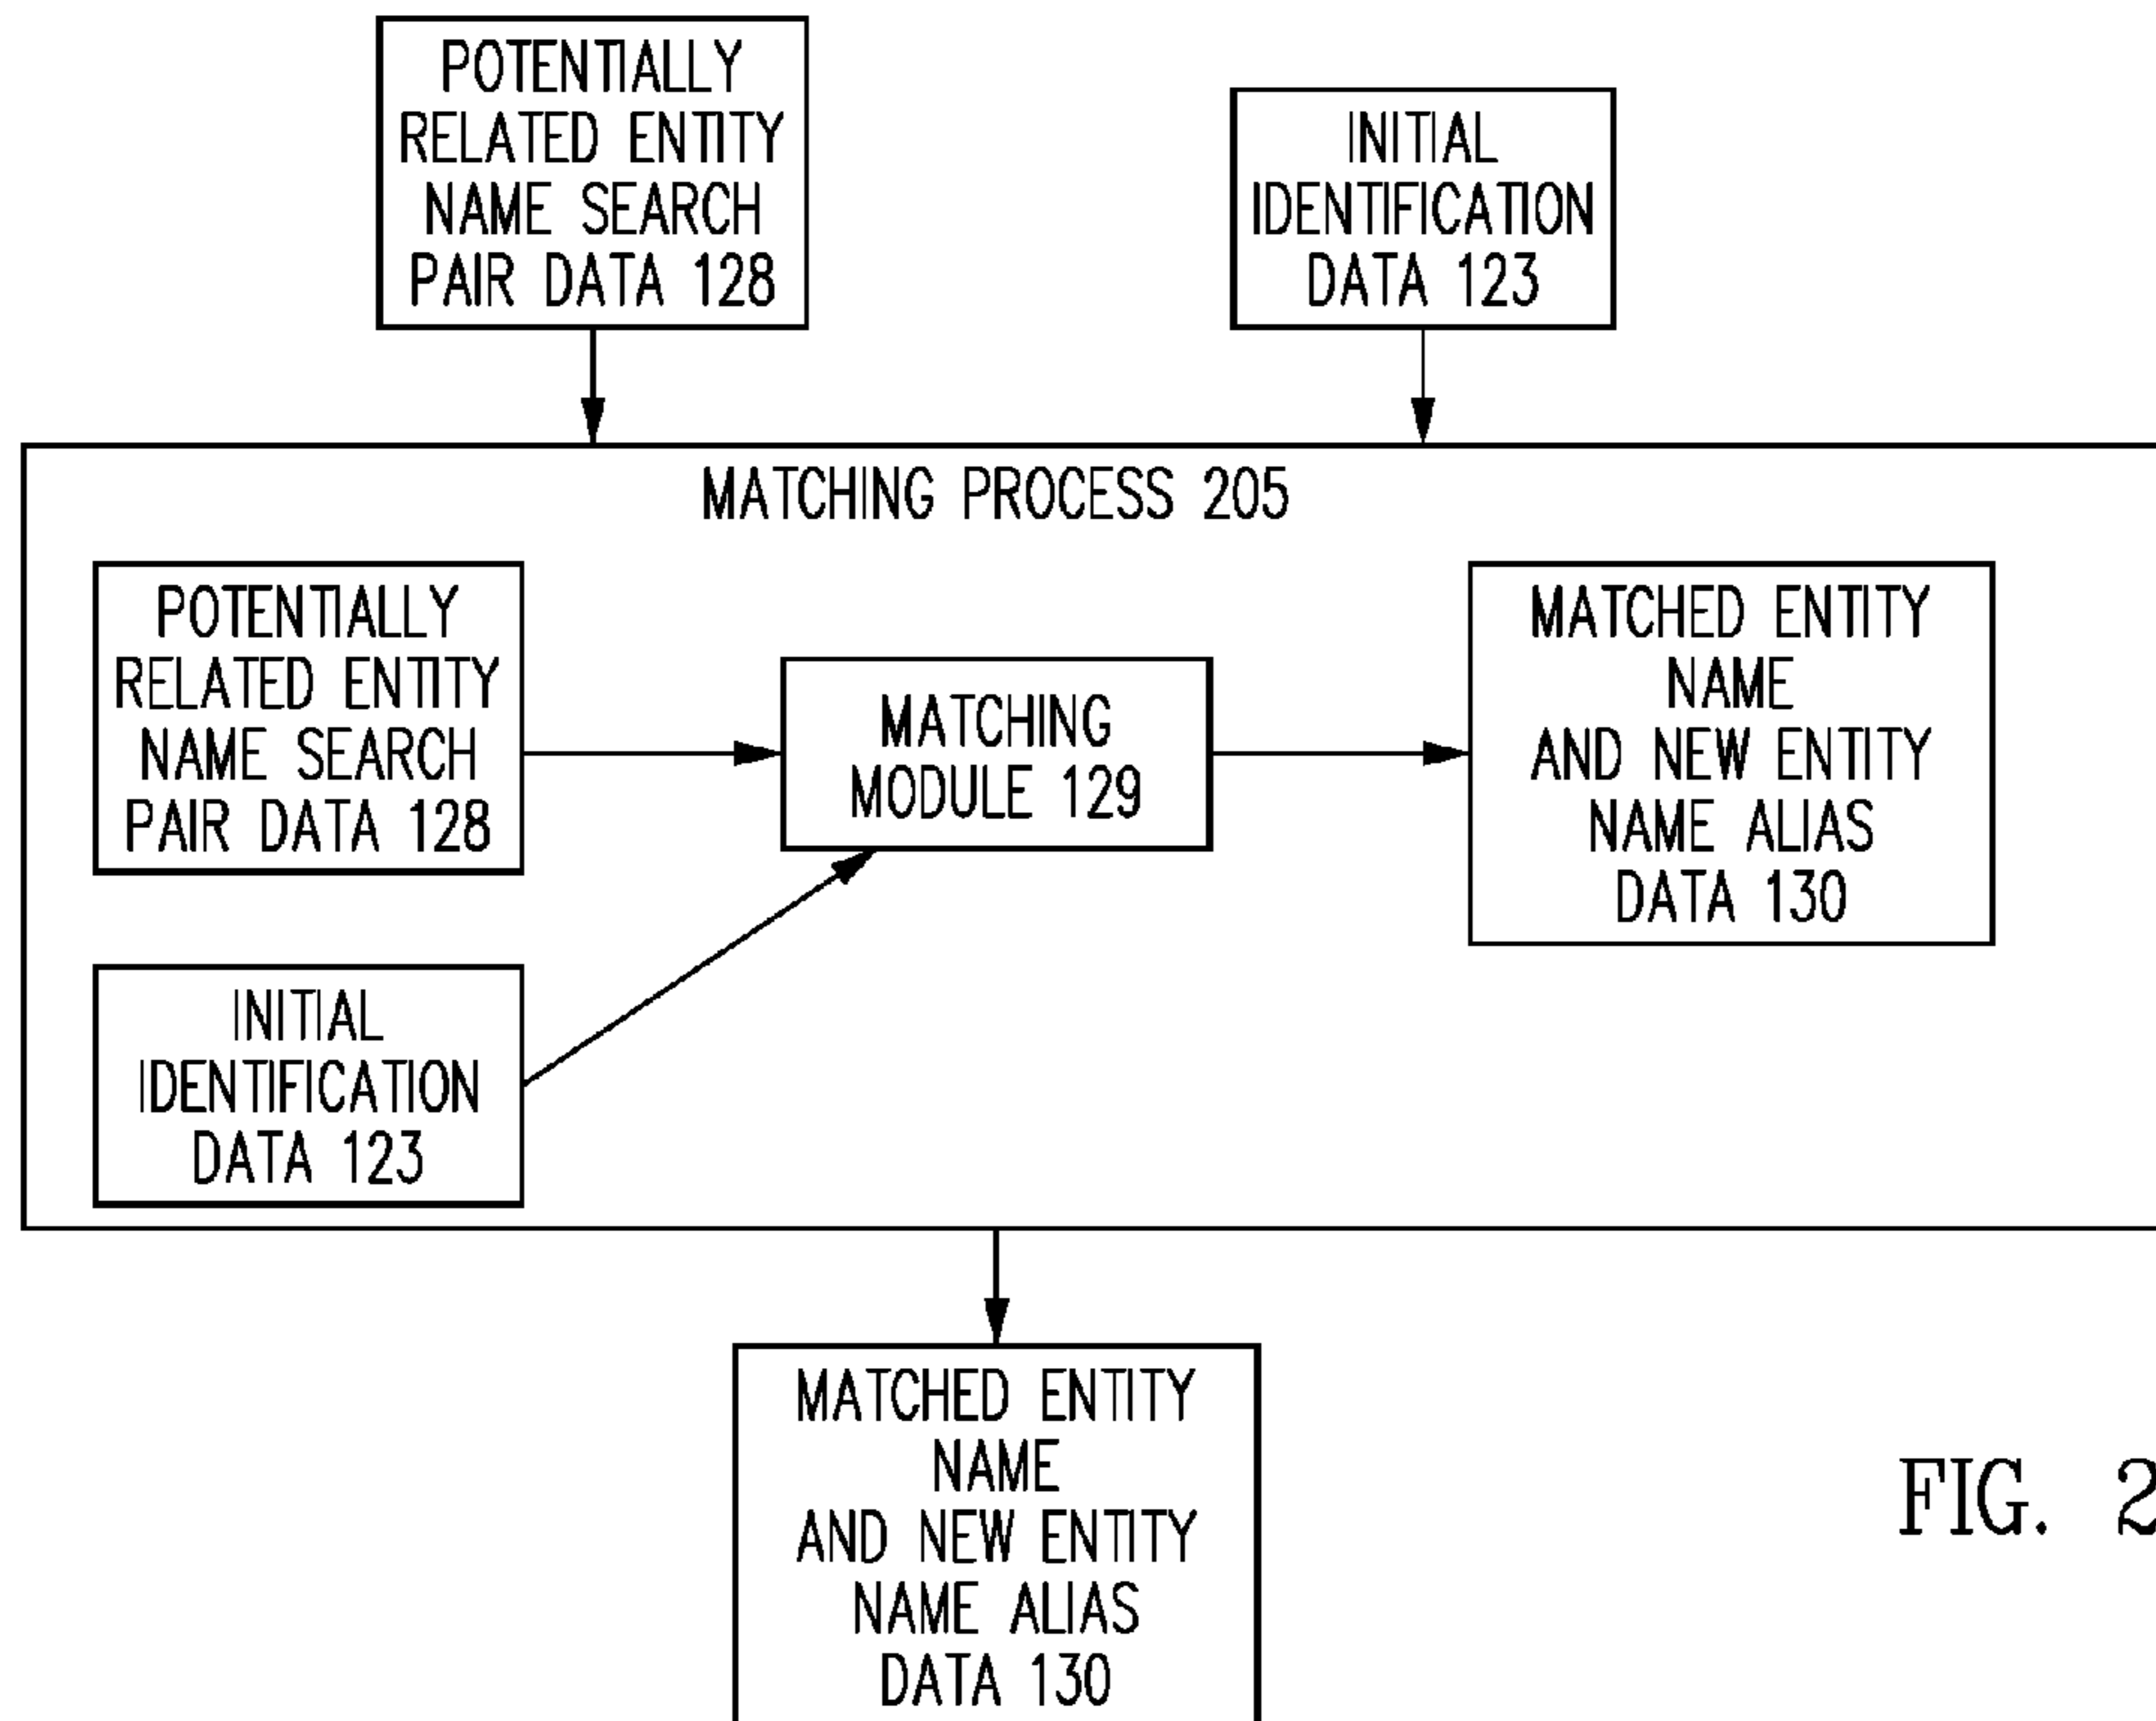 POTENTIALLY
RELATED ENTITY
NAME SEARCH
PAIR DATA 128
INITIAL
IDENTIFICATION
DATA 123
MATCHING PROCESS 205
POTENTIALLY
RELATED ENTITY
NAME SEARCH
PAIR DATA 128
MATCHING
MODULE 129
MATCHED ENTITY
NAME
AND NEW ENTITY
NAME ALIAS
DATA 130
INITIAL
IDENTIFICATION
DATA 123
MATCHED ENTITY
NAME
AND NEW ENTITY
NAME ALIAS
DATA 130
FIG. 2